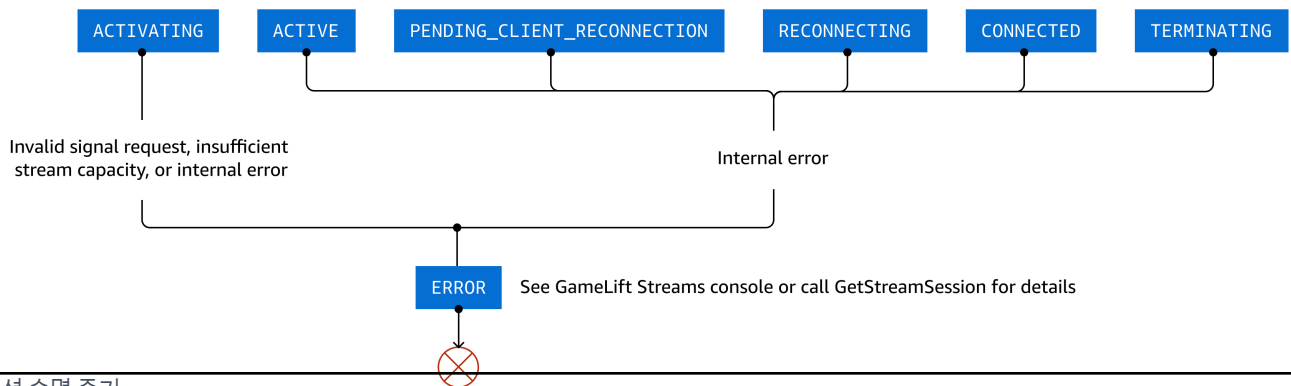 ACTIVATING
ACTIVE
PENDING_CLIENT_RECONNECTION
RECONNECTING
CONNECTED
TERMINATING
Invalid signal request, insufficient
stream capacity, or internal error
Internal error
ERROR
See GameLift Streams console or call GetStreamSession for details